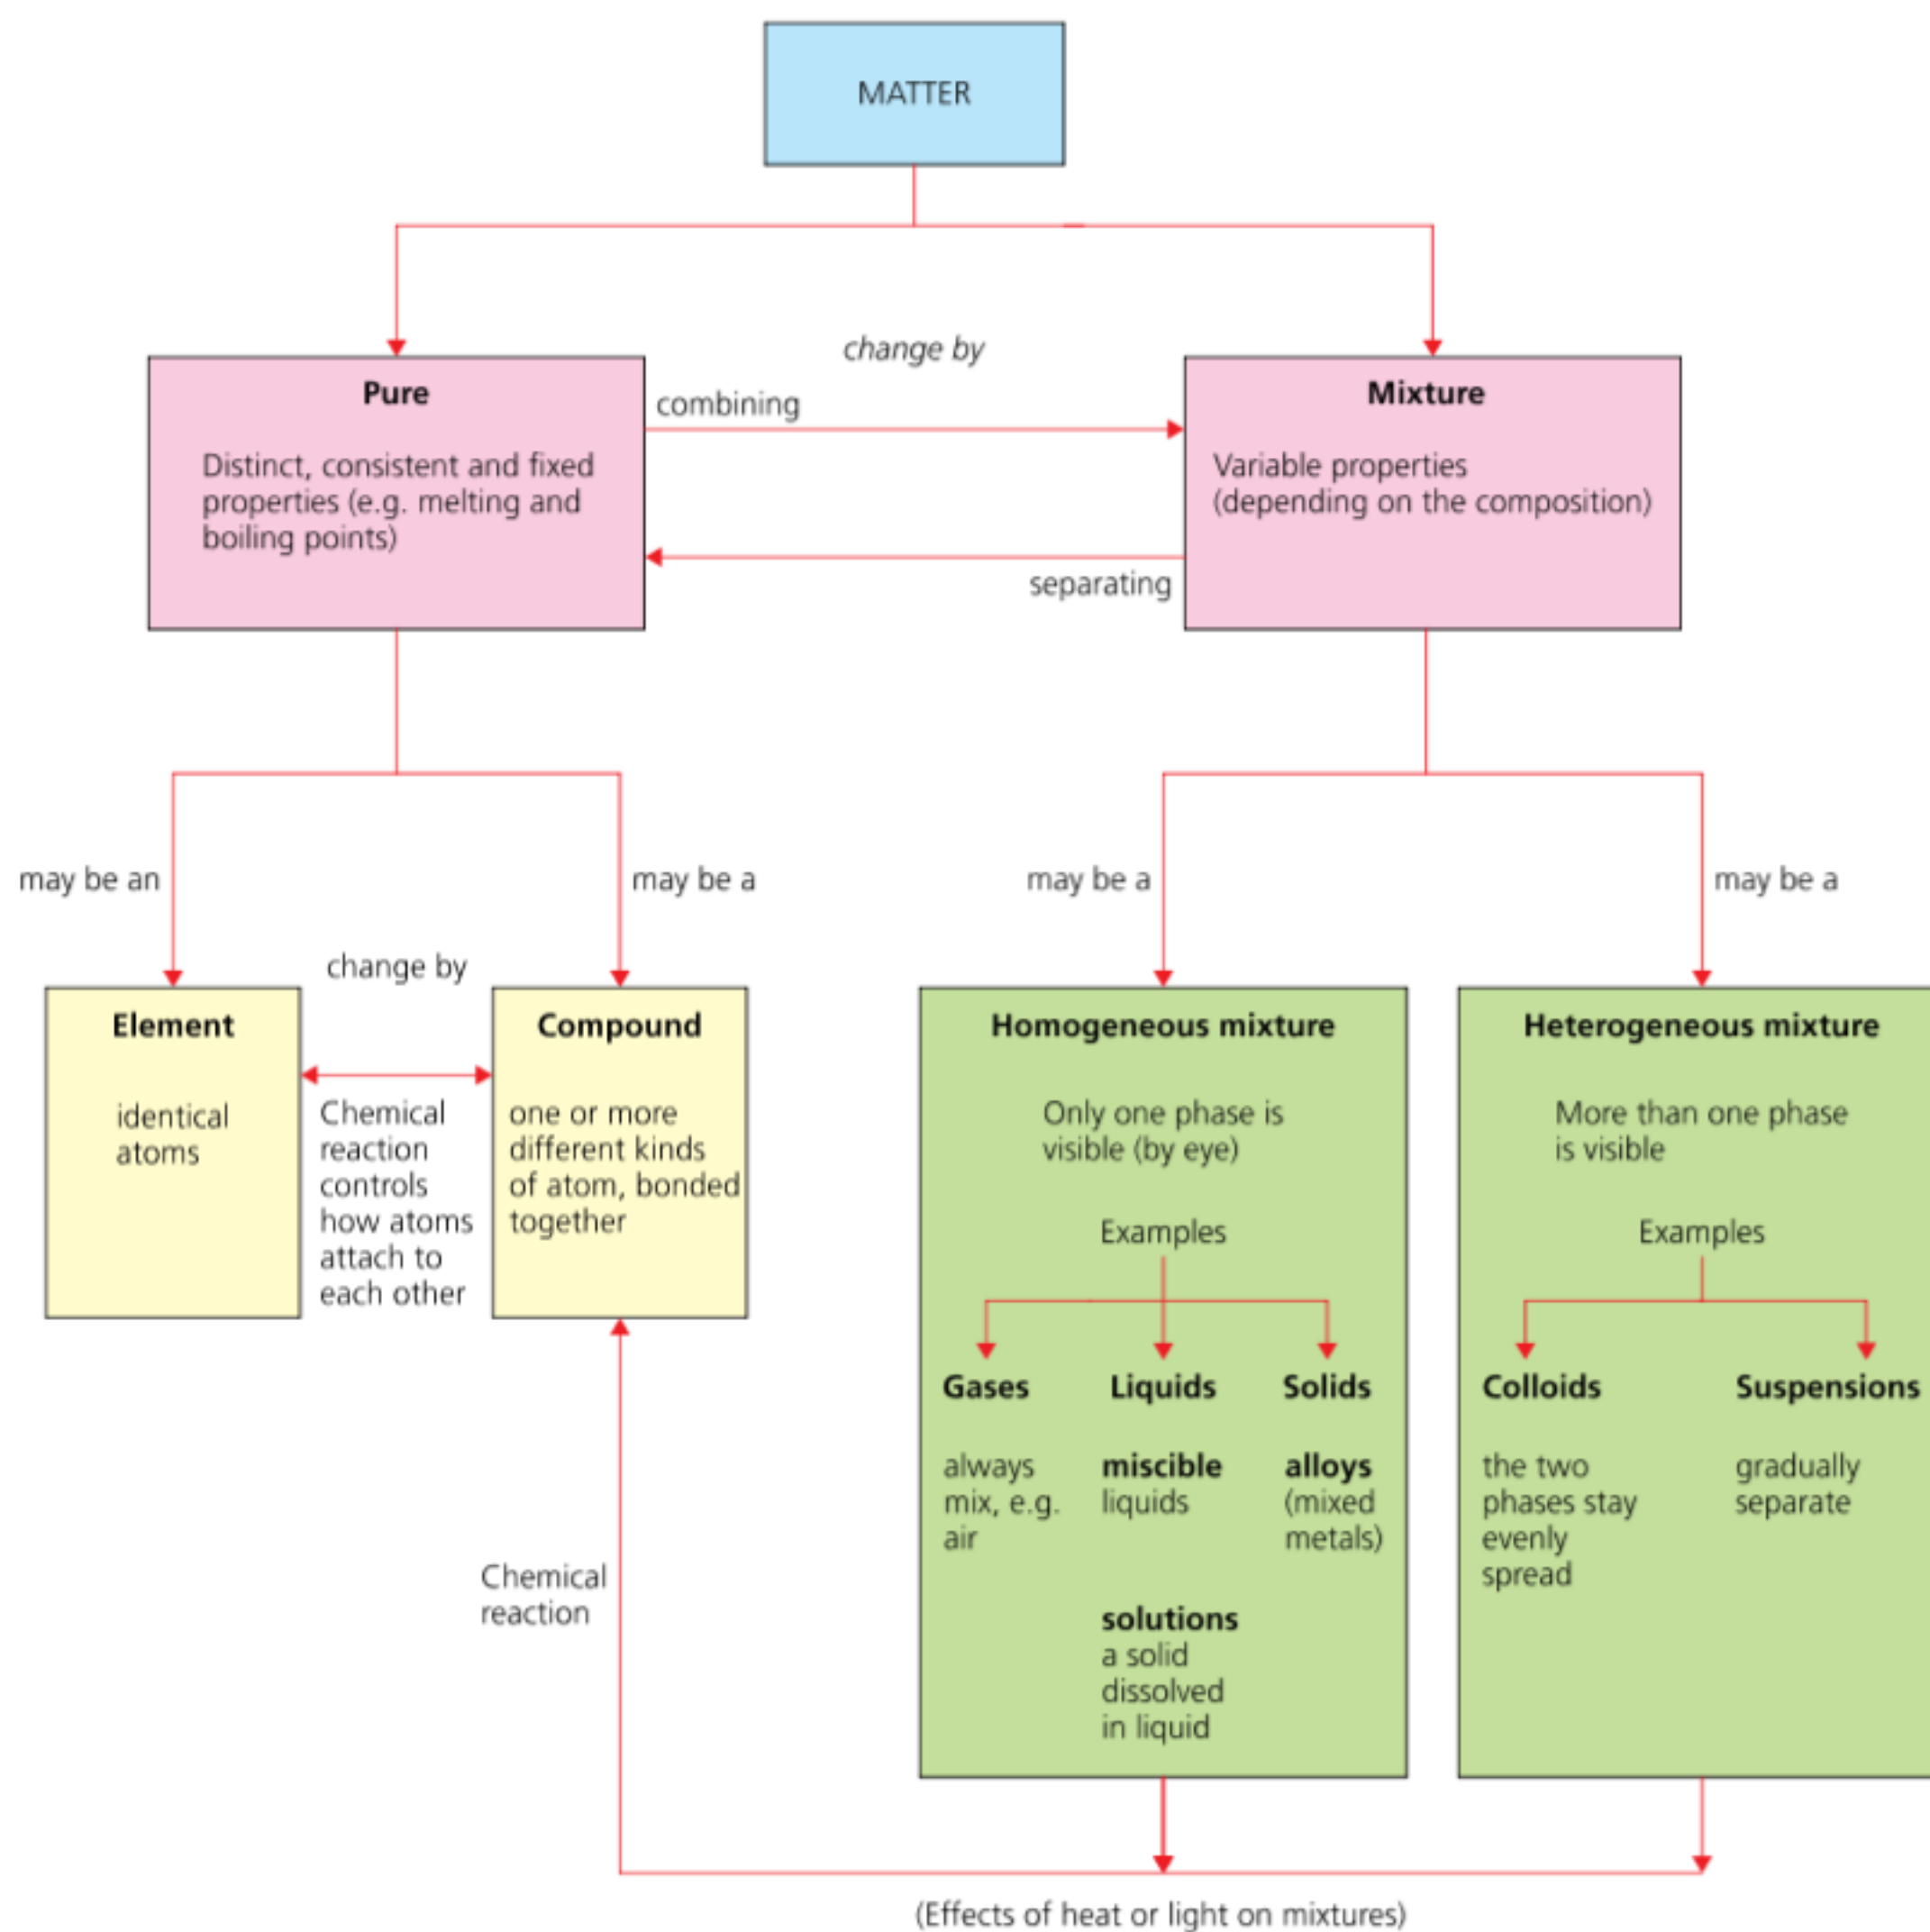 MATTER
change by
Pure
Distinct, consistent and fixed
properties (e.g. melting and
boiling points)
combining
separating
Mixture
Variable properties
(depending on the composition)
may be an
may be a
may be a
may be a
change by
Element
identical
atoms
Chemical
reaction
controls
how atoms
attach to
each other
Compound
one or more
different kinds
of atom, bonded
together
Homogeneous mixture
Only one phase is
visible (by eye)
Examples
Gases
always
mix, e.g.
air
Liquids
miscible
liquids
solutions
a solid
dissolved
in liquid
Solids
alloys
(mixed
metals)
Heterogeneous mixture
More than one phase
is visible
Examples
Colloids
the two
phases stay
evenly
spread
Suspensions
gradually
separate
Chemical
reaction
(Effects of heat or light on mixtures)